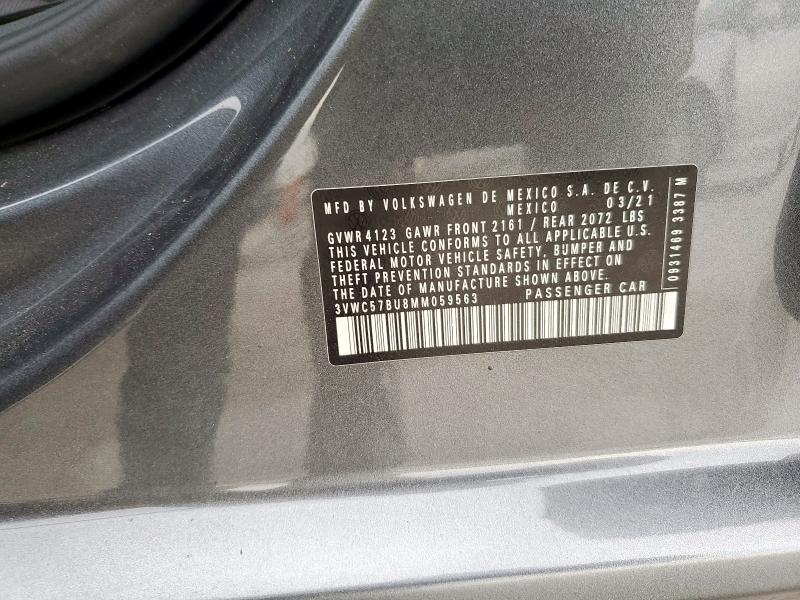 MFD BY VOLKSWAGEN DE MEXICO S.A. DE C.V.
MEXICO 03/21
GVWR 4123 GAWR FRONT 2161 / REAR 2072 LBS
THIS VEHICLE CONFORMS TO ALL APPLICABLE U.S.
FEDERAL MOTOR VEHICLE SAFETY, BUMPER AND
THEFT PREVENTION STANDARDS IN EFFECT ON
THE DATE OF MANUFACTURE SHOWN ABOVE.
3VWC57BU8MM059563 PASSENGER CAR
0931469 3387 M